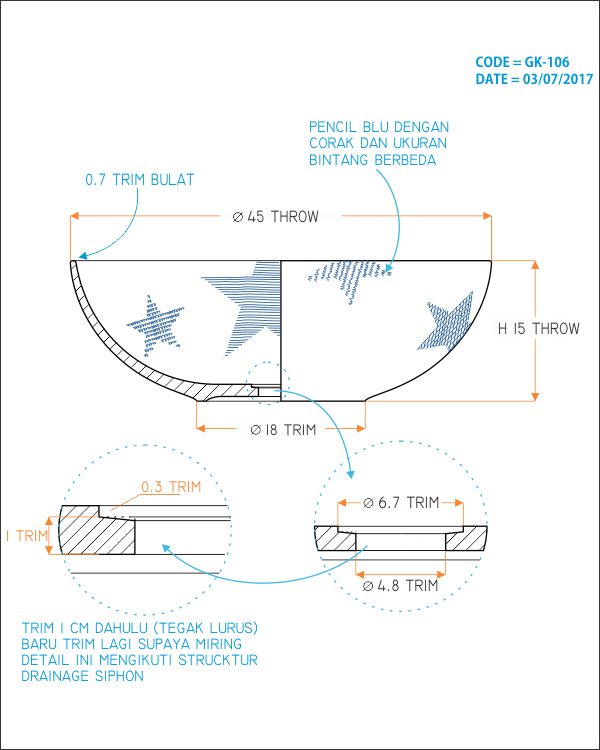 CODE = GK-106
DATE = 03/07/2017
PENCIL BLU DENGAN
CORAK DAN UKURAN
BINTANG BERBEDA
0.7 TRIM BULAT
Ø 45 THROW
H 15 THROW
Ø 18 TRIM
0.3 TRIM
1 TRIM
Ø 6.7 TRIM
Ø 4.8 TRIM
TRIM 1 CM DAHULU (TEGAK LURUS)
BARU TRIM LAGI SUPAYA MIRING
DETAIL INI MENGIKUTI STRUCKTUR
DRAINAGE SIPHON